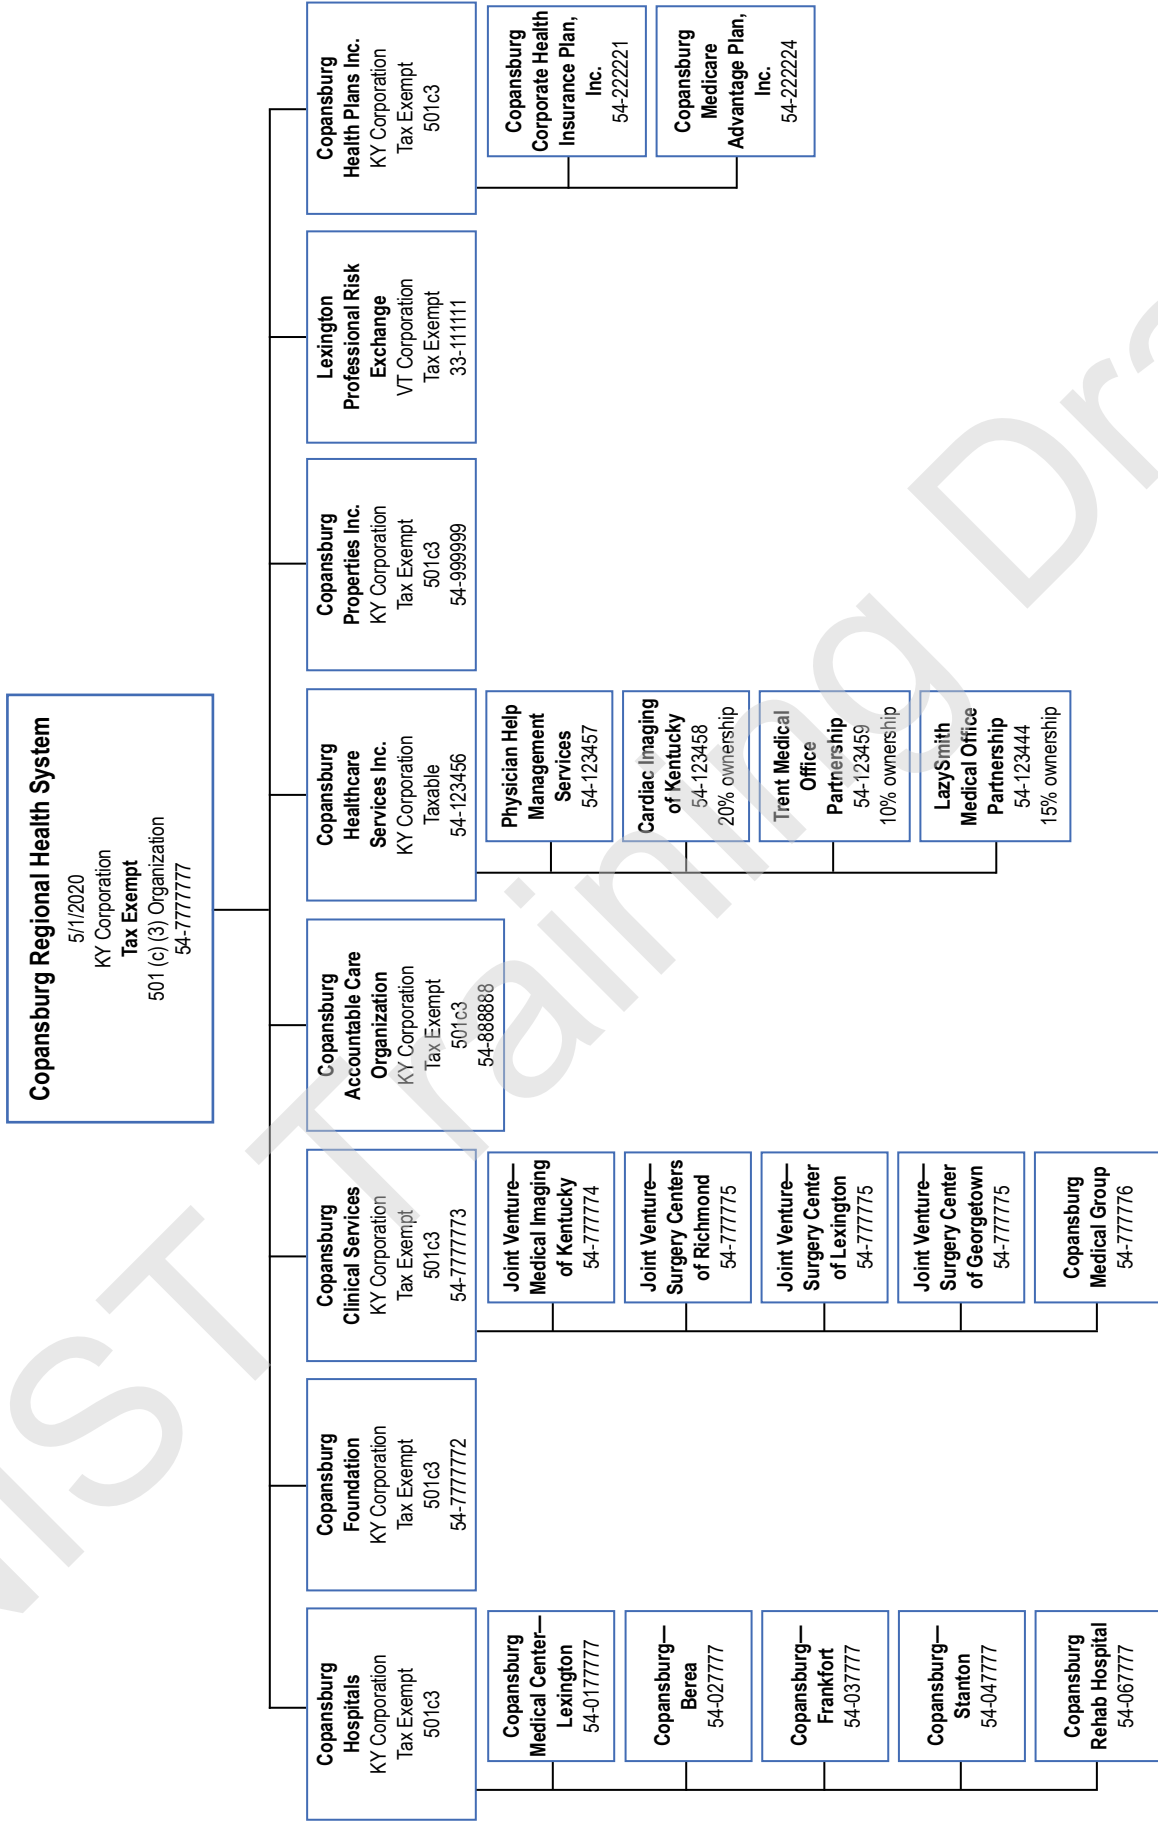 Copansburg Regional Health System
5/1/2020
KY Corporation
Tax Exempt
501 (c) (3) Organization
54-7777777
Copansburg
Hospitals
KY Corporation
Tax Exempt
501c3
Copansburg
Medical Center—
Lexington
54-017777
Copansburg—
Berea
54-027777
Copansburg—
Frankfort
54-037777
Copansburg—
Stanton
54-047777
Copansburg
Rehab Hospital
54-067777
Copansburg
Foundation
KY Corporation
Tax Exempt
501c3
54-7777772
Copansburg
Clinical Services
KY Corporation
Tax Exempt
501c3
54-7777773
Joint Venture—
Medical Imaging
of Kentucky
54-777774
Joint Venture—
Surgery Centers
of Richmond
54-777775
Joint Venture—
Surgery Center
of Lexington
54-777775
Joint Venture—
Surgery Center
of Georgetown
54-777775
Copansburg
Medical Group
54-777776
Copansburg
Accountable Care
Organization
KY Corporation
Tax Exempt
501c3
54-888888
Copansburg
Healthcare
Services Inc.
KY Corporation
Taxable
54-123456
Physician Help
Management
Services
54-123457
Cardiac Imaging
of Kentucky
54-123458
20% ownership
Trent Medical
Office
Partnership
54-123459
10% ownership
LazySmith
Medical Office
Partnership
54-123444
15% ownership
Copansburg
Properties Inc.
KY Corporation
Tax Exempt
501c3
54-999999
Lexington
Professional Risk
Exchange
VT Corporation
Tax Exempt
33-111111
Copansburg
Health Plans Inc.
KY Corporation
Tax Exempt
501c3
Copansburg
Corporate Health
Insurance Plan,
Inc.
54-222221
Copansburg
Medicare
Advantage Plan,
Inc.
54-222224
Training